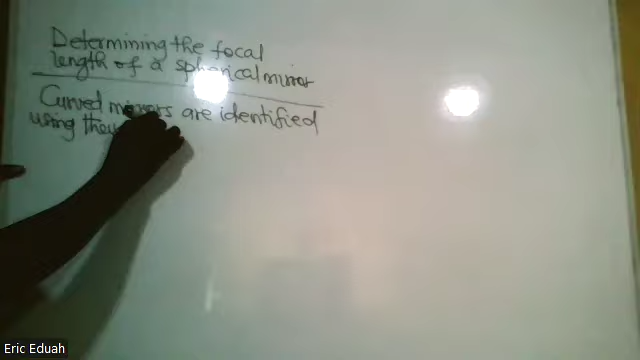 Determining the focal
length of a spherical mirror
Curved mirrors are identified
using their
Eric Eduah